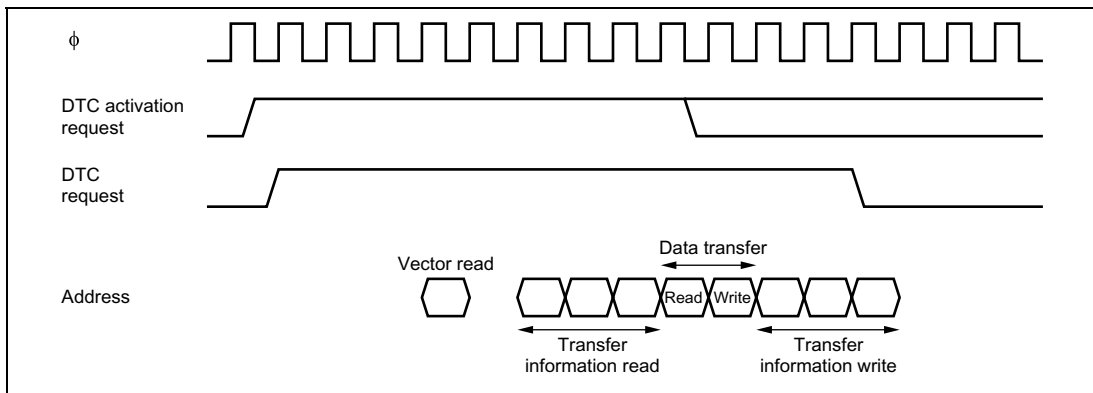 ϕ
DTC activation
request
DTC
request
Data transfer
Vector read
Address
Read
Write
Transfer
information read
Transfer
information write